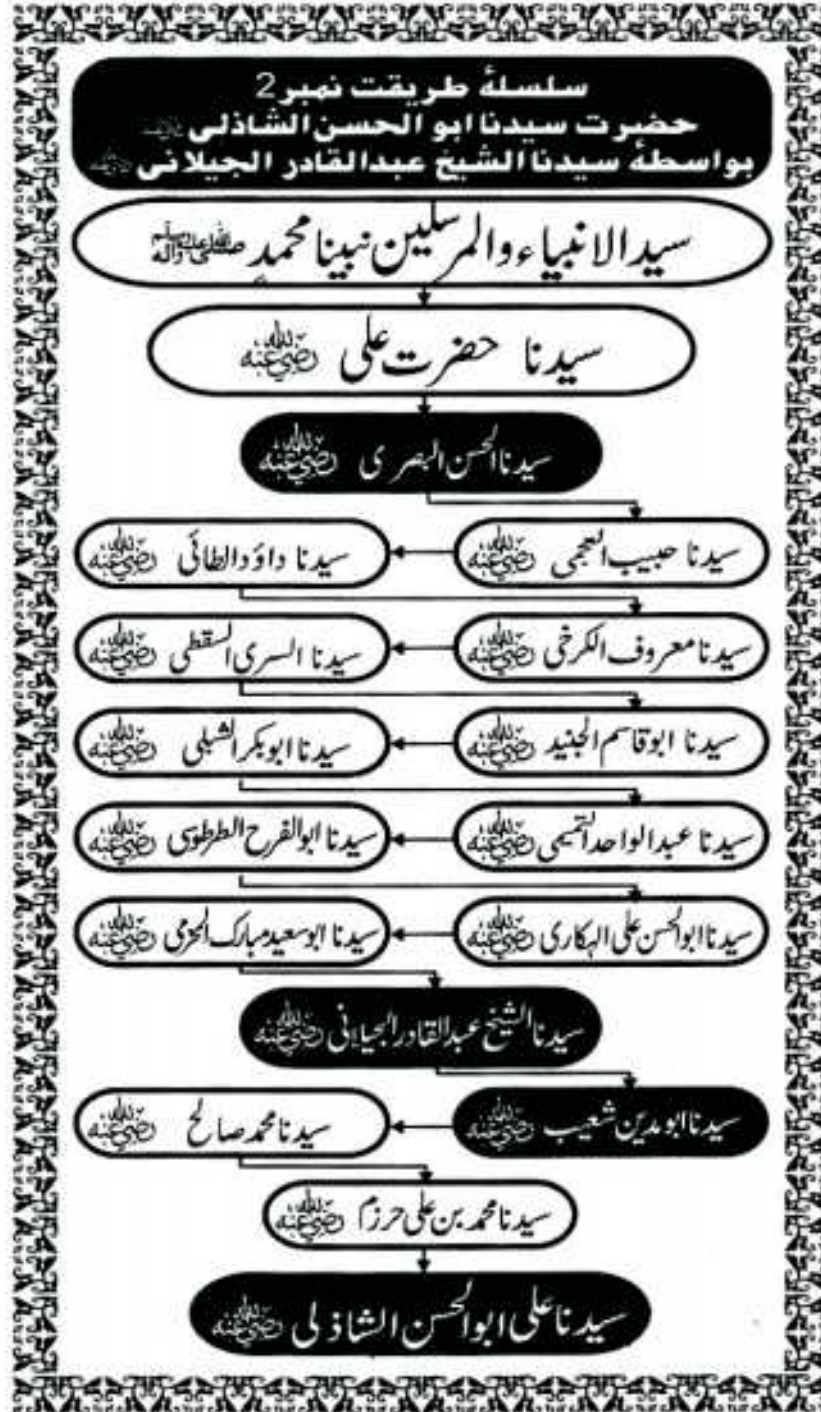 سلسلۂ طریقت نمبر2
حضرت سیدنا ابو الحسن الشاذلی
بواسطۂ سیدنا الشیخ عبدالقادر الجیلانی
سید الانبیاء والمرسلین نبینا محمد صلی اللہ علیہ وآلہ وسلم
سیدنا حضرت علی رضی اللہ عنہ
سیدنا الحسن البصری رضی اللہ عنہ
سیدنا حبیب العجمی رضی اللہ عنہ
سیدنا داؤد الطائی رضی اللہ عنہ
سیدنا معروف الکرخی رضی اللہ عنہ
سیدنا السری السقطی رضی اللہ عنہ
سیدنا ابو قاسم الجنید رضی اللہ عنہ
سیدنا ابوبکر الشبلی رضی اللہ عنہ
سیدنا عبدالواحد التمیمی رضی اللہ عنہ
سیدنا ابوالفرح الطرطوسی رضی اللہ عنہ
سیدنا ابوالحسن علی الہکاری رضی اللہ عنہ
سیدنا ابو سعید مبارک الحزمی رضی اللہ عنہ
سیدنا الشیخ عبدالقادر الجیلانی رضی اللہ عنہ
سیدنا ابومدین شعیب رضی اللہ عنہ
سیدنا محمد صالح رضی اللہ عنہ
سیدنا محمد بن علی حرزم رضی اللہ عنہ
سیدنا علی ابوالحسن الشاذلی رضی اللہ عنہ